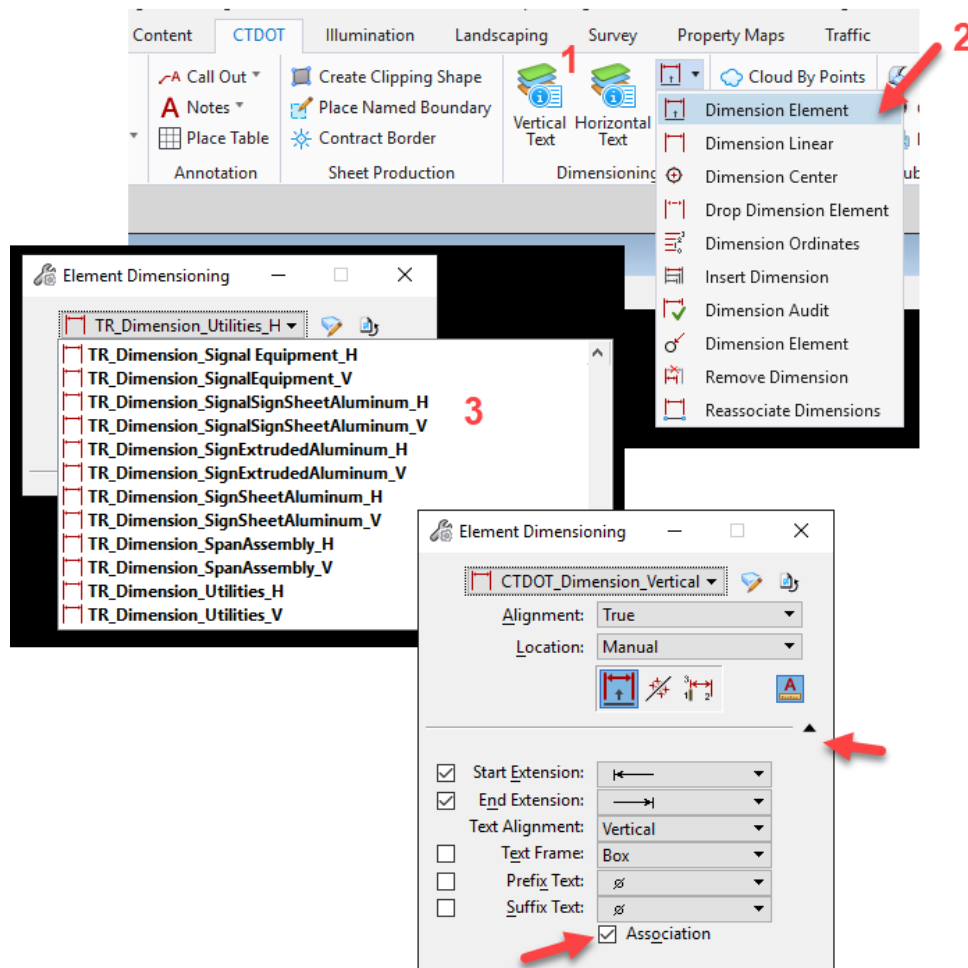 Content CTDOT Illumination Landscaping Survey Property Maps Traffic
2
1
Call Out
Create Clipping Shape
Cloud By Points
Notes
Place Named Boundary
Place Table
Contract Border
Vertical Text
Horizontal Text
Annotation
Sheet Production
Dimensioning
Dimension Element
Dimension Linear
Dimension Center
Drop Dimension Element
Dimension Ordinates
Insert Dimension
Dimension Audit
Dimension Element
Remove Dimension
Reassociate Dimensions
Element Dimensioning
TR_Dimension_Utilities_H
TR_Dimension_Signal Equipment_H
TR_Dimension_SignalEquipment_V
TR_Dimension_SignalSignSheetAluminum_H
TR_Dimension_SignalSignSheetAluminum_V
TR_Dimension_SignExtrudedAluminum_H
TR_Dimension_SignExtrudedAluminum_V
TR_Dimension_SignSheetAluminum_H
TR_Dimension_SignSheetAluminum_V
TR_Dimension_SpanAssembly_H
TR_Dimension_SpanAssembly_V
TR_Dimension_Utilities_H
TR_Dimension_Utilities_V
3
Element Dimensioning
CTDOT_Dimension_Vertical
Alignment: True
Location: Manual
Start Extension:
End Extension:
Text Alignment: Vertical
Text Frame: Box
Prefix Text: ø
Suffix Text: ø
Association